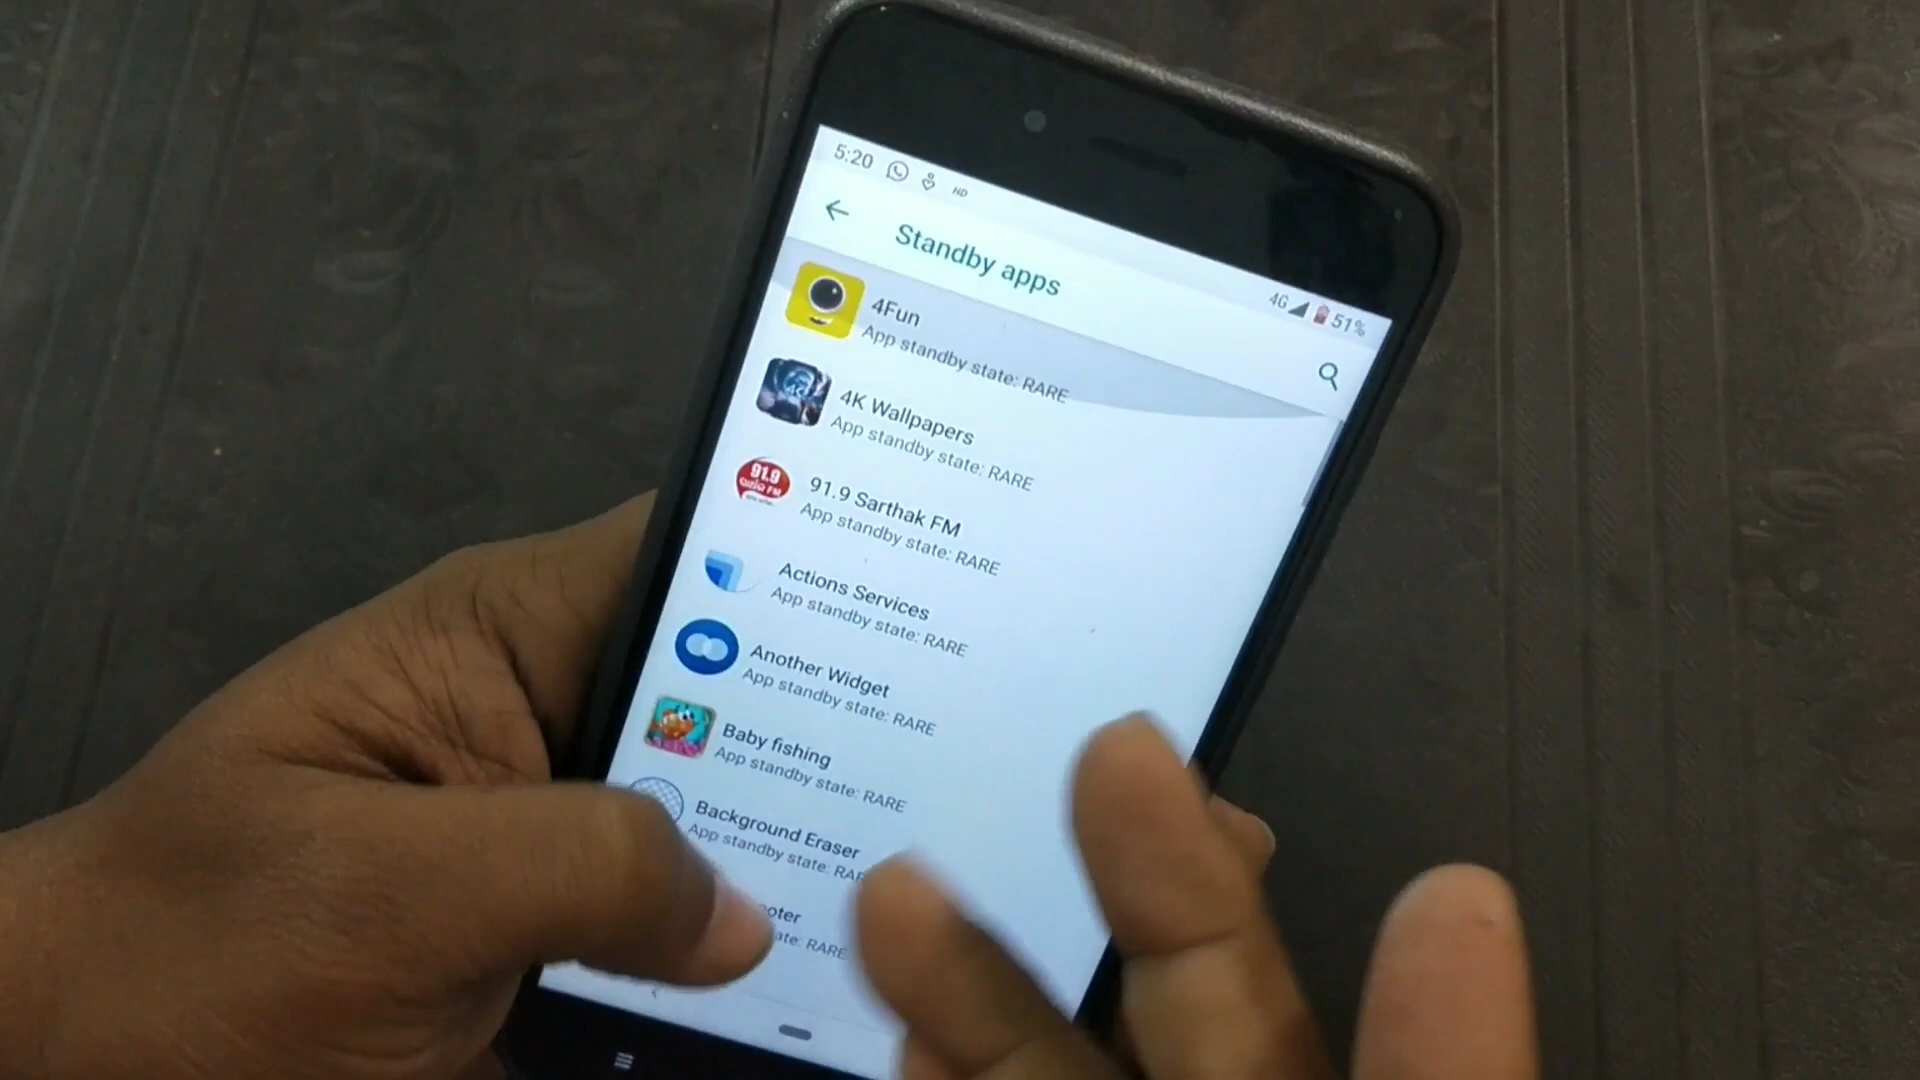 5:20
HD
4G
51%
Standby apps
4Fun
App standby state: RARE
4K Wallpapers
App standby state: RARE
91.9
91.9 Sarthak FM
App standby state: RARE
Actions Services
App standby state: RARE
Another Widget
App standby state: RARE
Baby fishing
App standby state: RARE
Background Eraser
App standby state:
RARE